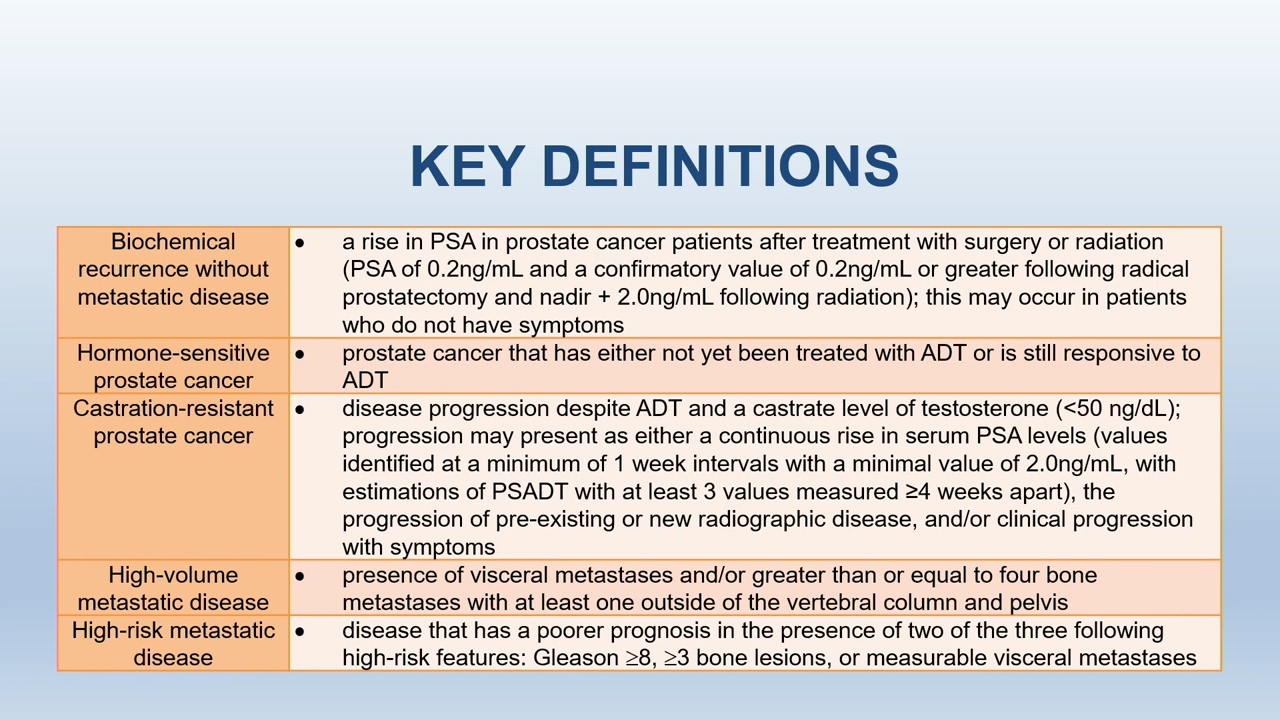 KEY DEFINITIONS
Biochemical
recurrence without
metastatic disease
• a rise in PSA in prostate cancer patients after treatment with surgery or radiation
(PSA of 0.2ng/mL and a confirmatory value of 0.2ng/mL or greater following radical
prostatectomy and nadir + 2.0ng/mL following radiation); this may occur in patients
who do not have symptoms
Hormone-sensitive
prostate cancer
• prostate cancer that has either not yet been treated with ADT or is still responsive to
ADT
Castration-resistant
prostate cancer
• disease progression despite ADT and a castrate level of testosterone (<50 ng/dL);
progression may present as either a continuous rise in serum PSA levels (values
identified at a minimum of 1 week intervals with a minimal value of 2.0ng/mL, with
estimations of PSADT with at least 3 values measured ≥4 weeks apart), the
progression of pre-existing or new radiographic disease, and/or clinical progression
with symptoms
High-volume
metastatic disease
• presence of visceral metastases and/or greater than or equal to four bone
metastases with at least one outside of the vertebral column and pelvis
High-risk metastatic
disease
• disease that has a poorer prognosis in the presence of two of the three following
high-risk features: Gleason ≥8, ≥3 bone lesions, or measurable visceral metastases